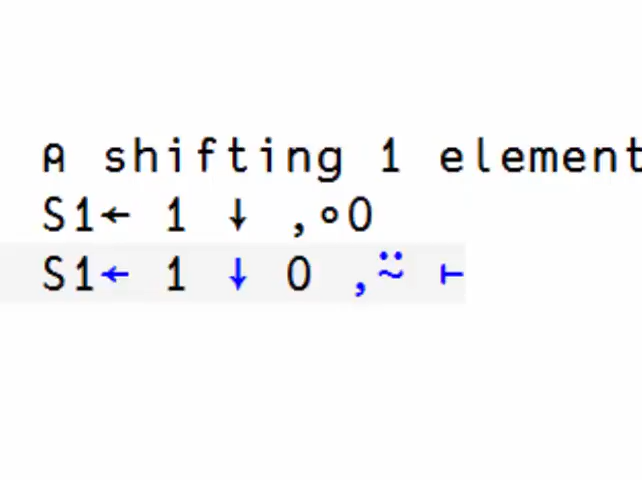 ⍝ shifting 1 element
S1← 1 ↓ ,∘0
S1← 1 ↓ 0 ,⍨ ⊢